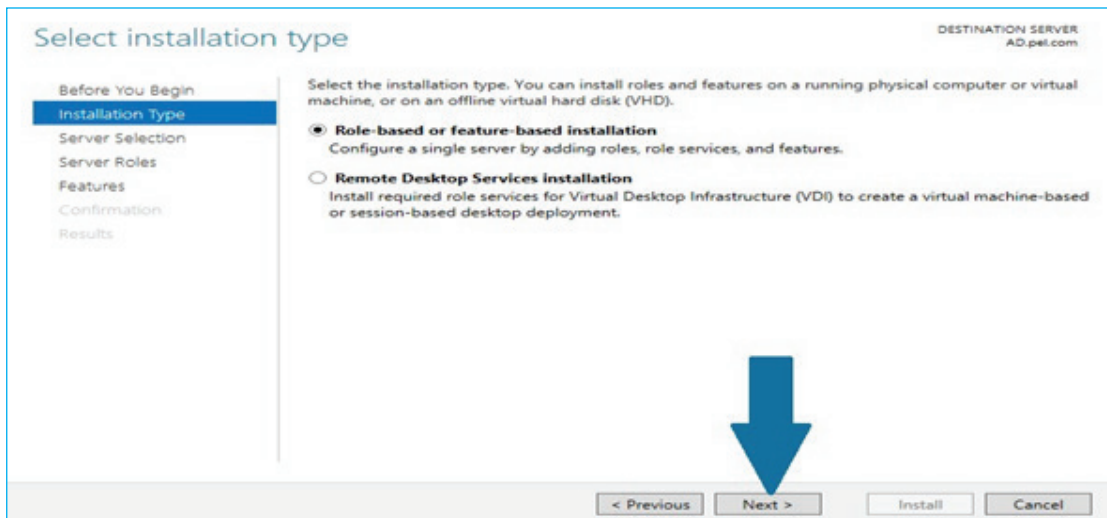 Select installation type
DESTINATION SERVER
AD.pel.com
Before You Begin
Installation Type
Server Selection
Server Roles
Features
Confirmation
Results
Select the installation type. You can install roles and features on a running physical computer or virtual
machine, or on an offline virtual hard disk (VHD).
Role-based or feature-based installation
Configure a single server by adding roles, role services, and features.
Remote Desktop Services installation
Install required role services for Virtual Desktop Infrastructure (VDI) to create a virtual machine-based
or session-based desktop deployment.
< Previous
Next >
Install
Cancel